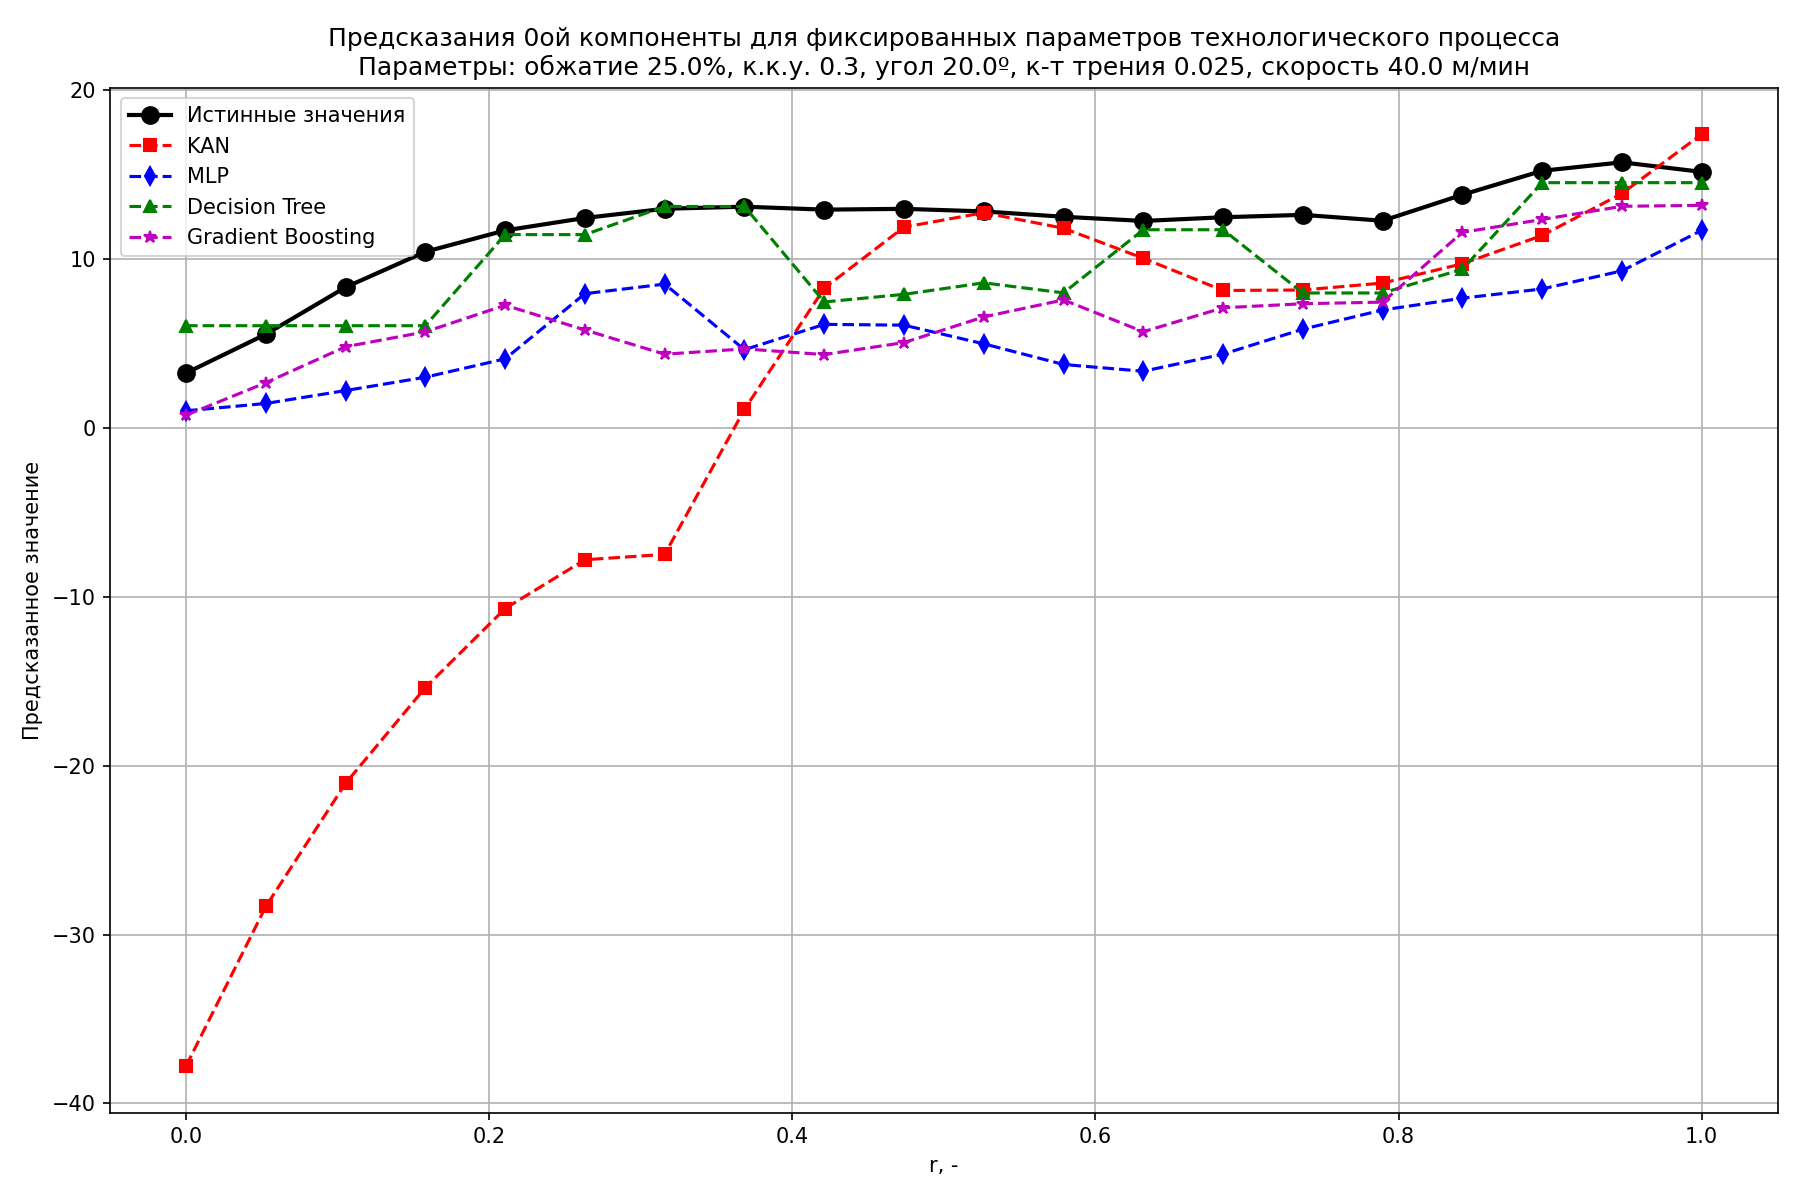 Предсказания 0ой компоненты для фиксированных параметров технологического процесса
Параметры: обжатие 25.0%, к.к.у. 0.3, угол 20.0º, к-т трения 0.025, скорость 40.0 м/мин
Истинные значения
KAN
MLP
Decision Tree
Gradient Boosting
Предсказанное значение
20
10
0
−10
−20
−30
−40
0.0
0.2
0.4
0.6
0.8
1.0
r, -